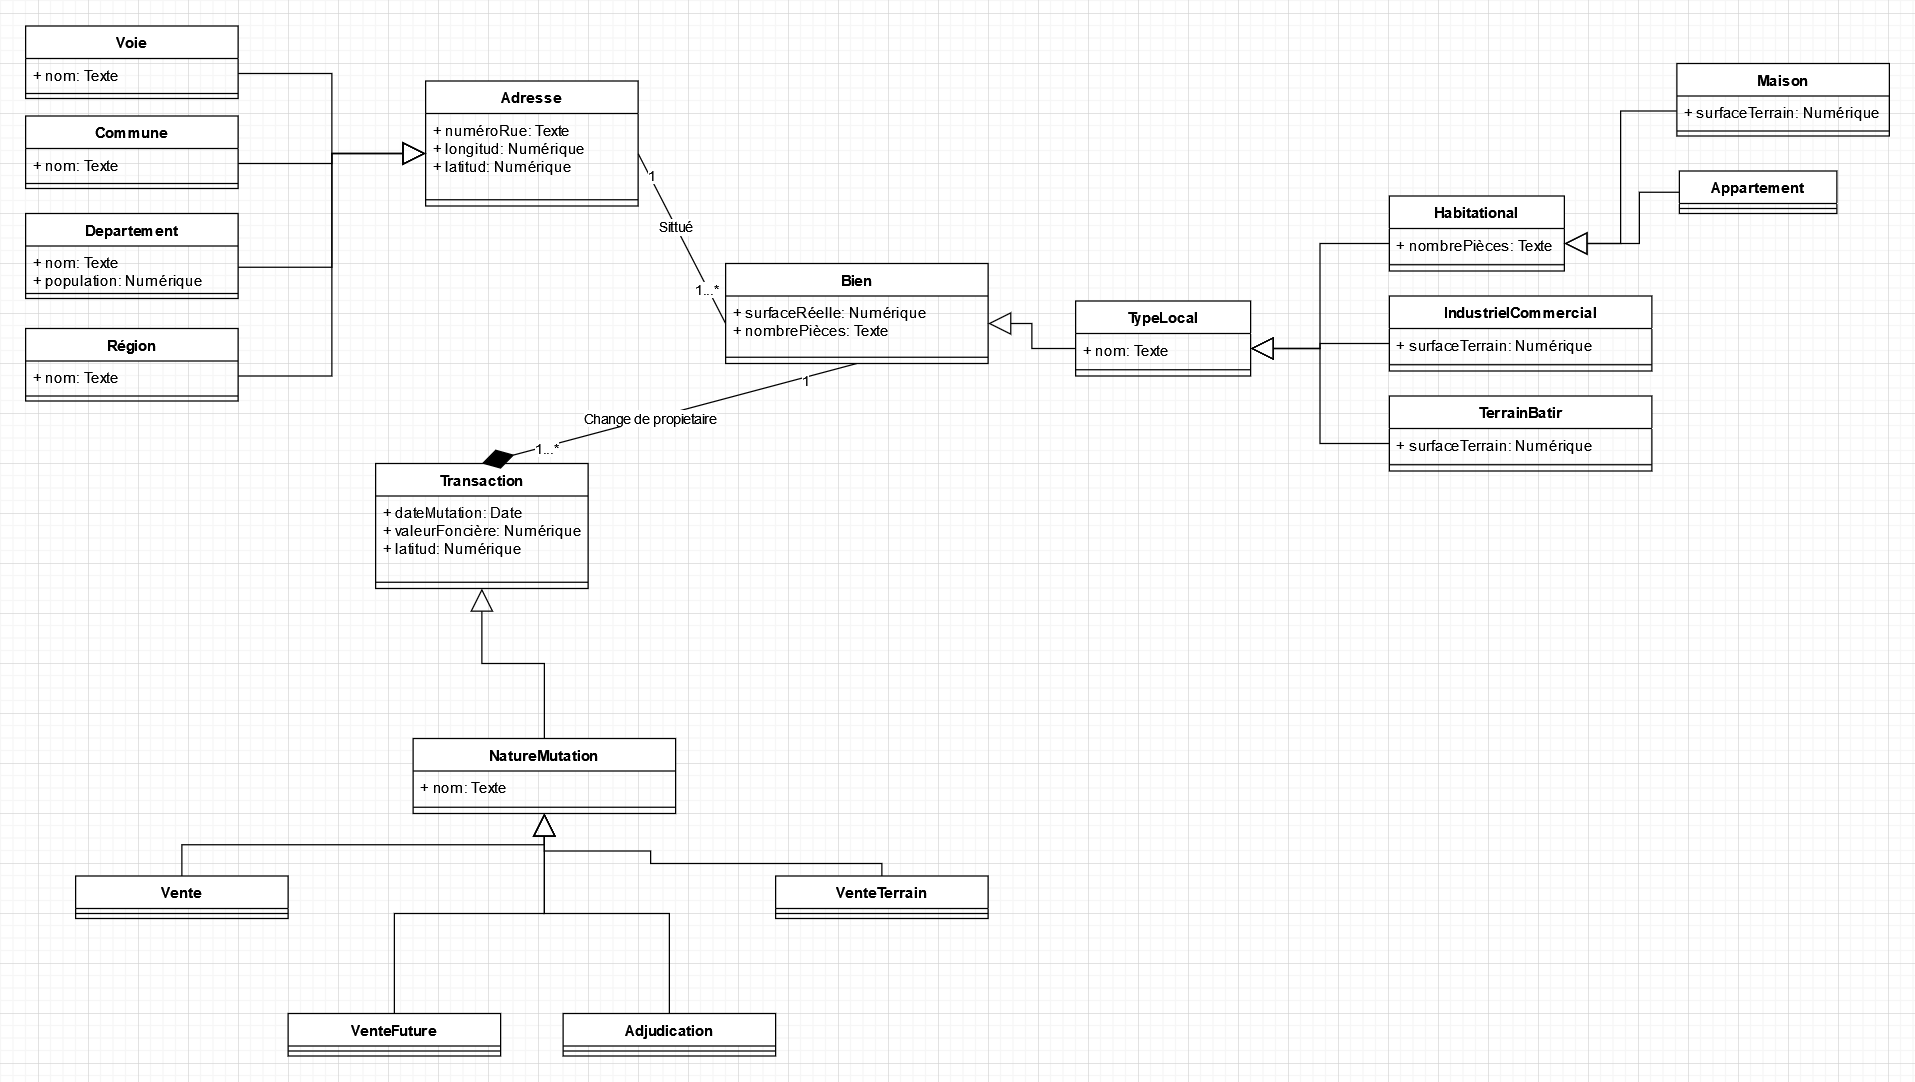 Voie
+ nom: Texte
Commune
+ nom: Texte
Departement
+ nom: Texte
+ population: Numérique
Région
+ nom: Texte
Adresse
+ numéroRue: Texte
+ longitud: Numérique
+ latitud: Numérique
1
Sittué
1...*
Bien
+ surfaceRéelle: Numérique
+ nombrePièces: Texte
1
Change de propietaire
1...*
TypeLocal
+ nom: Texte
Habitational
+ nombrePièces: Texte
Maison
+ surfaceTerrain: Numérique
Appartement
IndustrielCommercial
+ surfaceTerrain: Numérique
TerrainBatir
+ surfaceTerrain: Numérique
Transaction
+ dateMutation: Date
+ valeurFoncière: Numérique
+ latitud: Numérique
NatureMutation
+ nom: Texte
Vente
VenteTerrain
VenteFuture
Adjudication